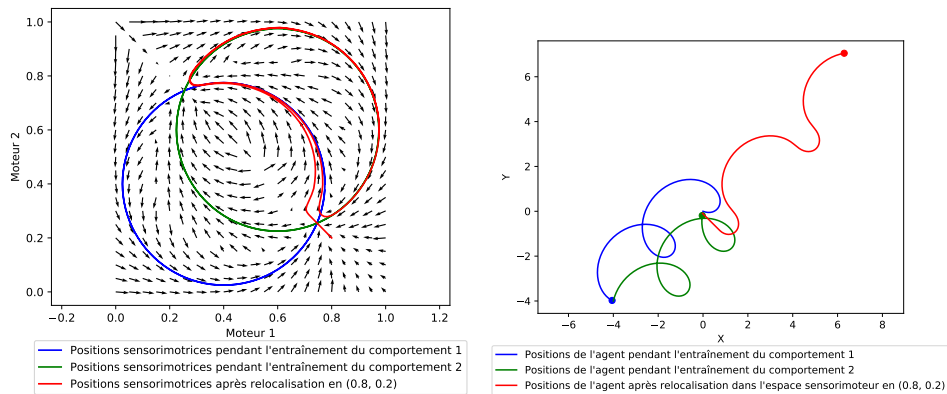 1.0
0.8
0.6
0.4
0.2
0.0
Moteur 2
−0.2 0.0 0.2 0.4 0.6 0.8 1.0 1.2
Moteur 1
Positions sensorimotrices pendant l'entraînement du comportement 1
Positions sensorimotrices pendant l'entraînement du comportement 2
Positions sensorimotrices après relocalisation en (0.8, 0.2)
6
4
2
0
−2
−4
Y
−6 −4 −2 0 2 4 6 8
X
Positions de l'agent pendant l'entraînement du comportement 1
Positions de l'agent pendant l'entraînement du comportement 2
Positions de l'agent après relocalisation dans l'espace sensorimoteur en (0.8, 0.2)